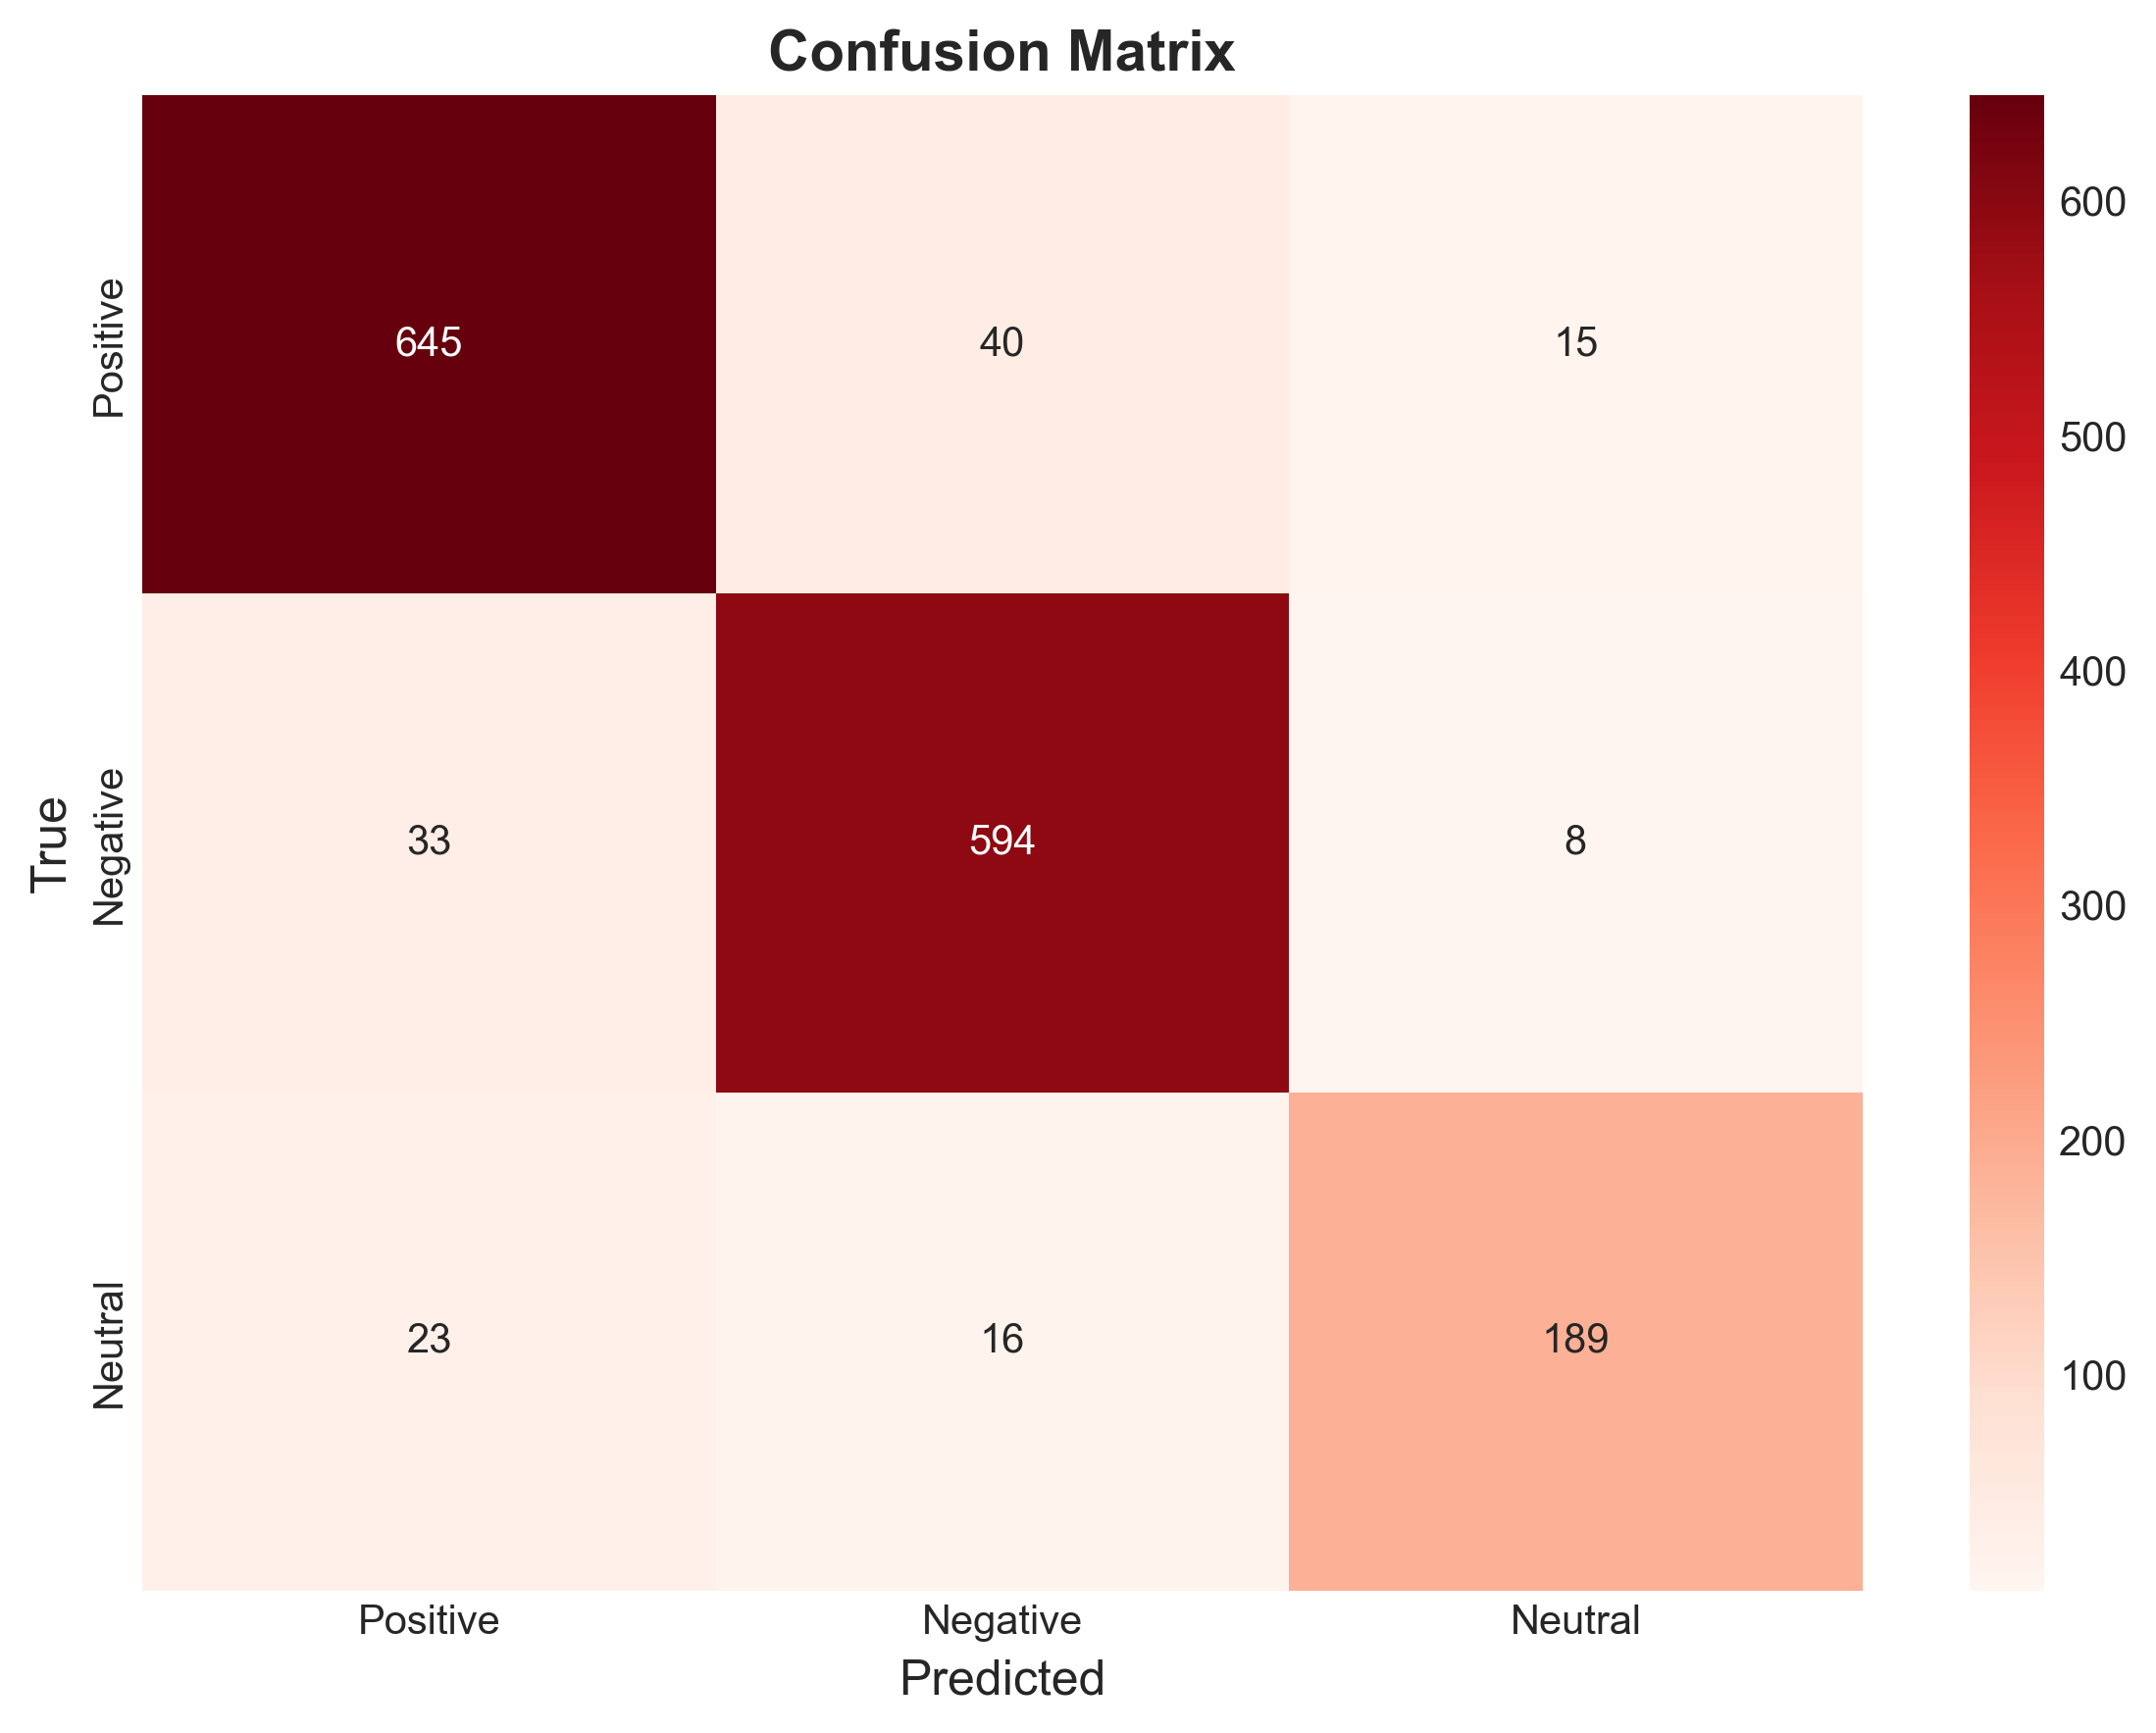 Confusion Matrix
True
Positive
645
40
15
Negative
33
594
8
Neutral
23
16
189
Positive
Negative
Neutral
Predicted
600
500
400
300
200
100